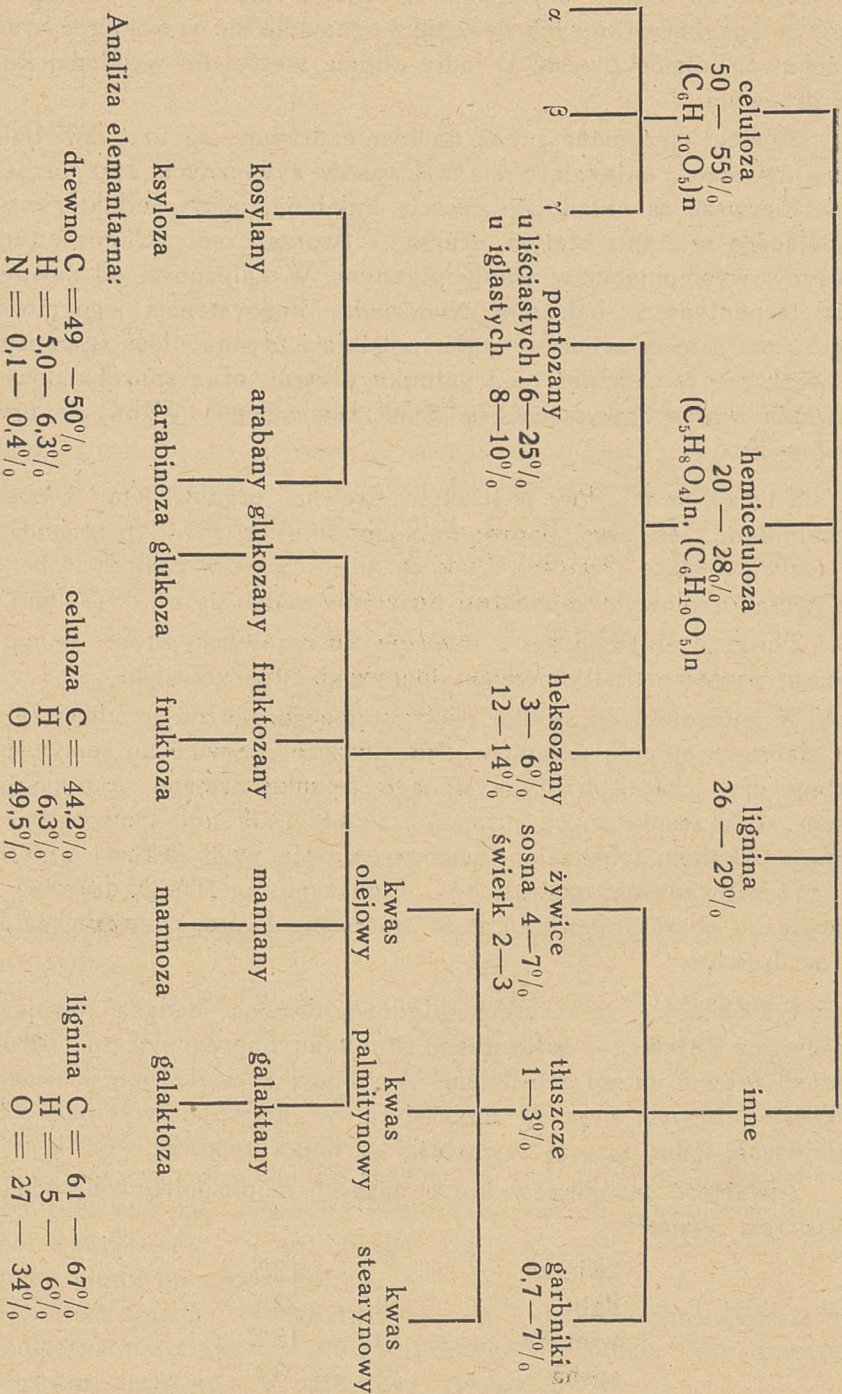 celuloza
50 — 55%
(C₆H ₁₀O₅)n
hemiceluloza
20 — 28%
(C₅H₈O₄)n, (C₆H₁₀O₅)n
lignina
26 — 29%
inne
α β γ
pentozany
u liściastych 16—25%
u iglastych 8—10%
heksozany
3— 6%
12—14%
żywice
sosna 4—7%
świerk 2—3
tłuszcze
1—3%
garbniki
0,7—7%
kwas
olejowy
kwas
palmitynowy
kwas
stearynowy
kosylany arabany glukozany fruktozany mannany galaktany
ksyloza arabinoza glukoza fruktoza mannoza galaktoza
Analiza elemantarna:
drewno C = 49 — 50%
H = 5,0— 6,3%
N = 0,1— 0,4%
celuloza C = 44,2%
H = 6,3%
O = 49,5%
lignina C = 61 — 67%
H = 5 — 6%
O = 27 — 34%